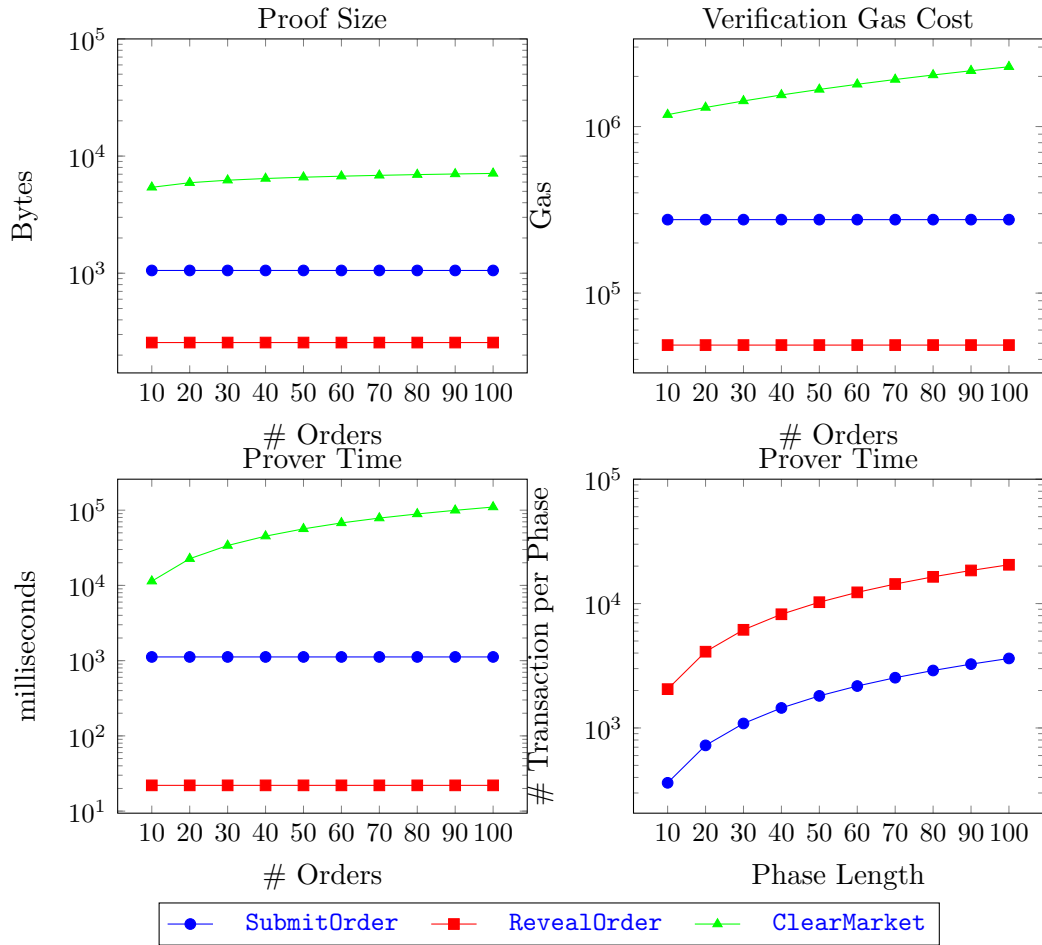 Proof Size
10^5
10^4
10^3
Bytes
10 20 30 40 50 60 70 80 90 100
# Orders
Verification Gas Cost
10^6
10^5
Gas
10 20 30 40 50 60 70 80 90 100
# Orders
Prover Time
10^5
10^4
10^3
10^2
10^1
milliseconds
10 20 30 40 50 60 70 80 90 100
# Orders
Prover Time
10^5
10^4
10^3
# Transaction per Phase
10 20 30 40 50 60 70 80 90 100
Phase Length
SubmitOrder RevealOrder ClearMarket